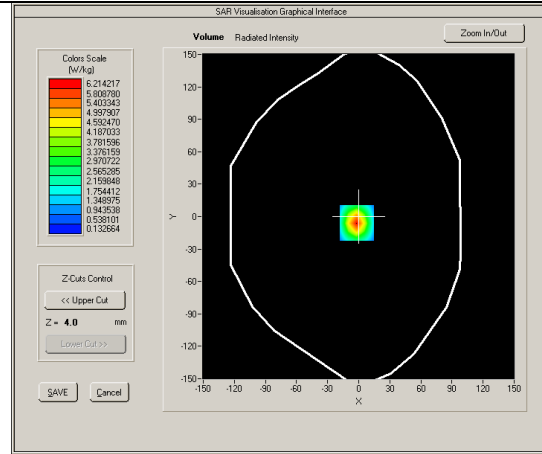 SAR Visualisation Graphical Interface
Volume Radiated Intensity
Zoom In/Out
Colors Scale
(W/kg)
6.214217
5.808780
5.403343
4.997907
4.592470
4.187033
3.781596
3.376159
2.970722
2.565285
2.159848
1.754412
1.348975
0.943538
0.538101
0.132664
Z-Cuts Control
<< Upper Cut
Z = 4.0 mm
Lower Cut >>
SAVE Cancel
150-
120-
90-
60-
30-
Y 0-
-30-
-60-
-90-
-120-
-150-
-150 -120 -90 -60 -30 0 30 60 90 120 150
X